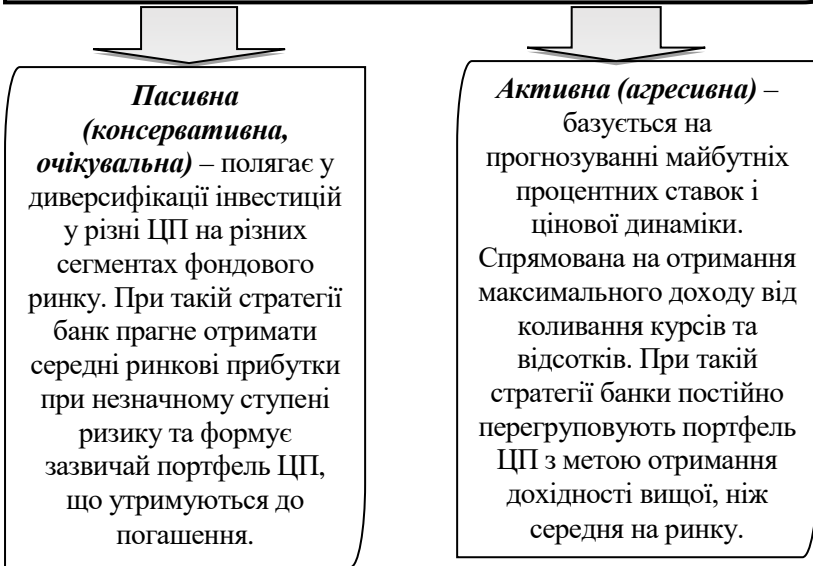 Пасивна
(консервативна,
очікувальна) – полягає у
диверсифікації інвестицій
у різні ЦП на різних
сегментах фондового
ринку. При такій стратегії
банк прагне отримати
середні ринкові прибутки
при незначному ступені
ризику та формує
зазвичай портфель ЦП,
що утримуються до
погашення.
Активна (агресивна) –
базується на
прогнозуванні майбутніх
процентних ставок і
цінової динаміки.
Спрямована на отримання
максимального доходу від
коливання курсів та
відсотків. При такій
стратегії банки постійно
перегруповують портфель
ЦП з метою отримання
дохідності вищої, ніж
середня на ринку.